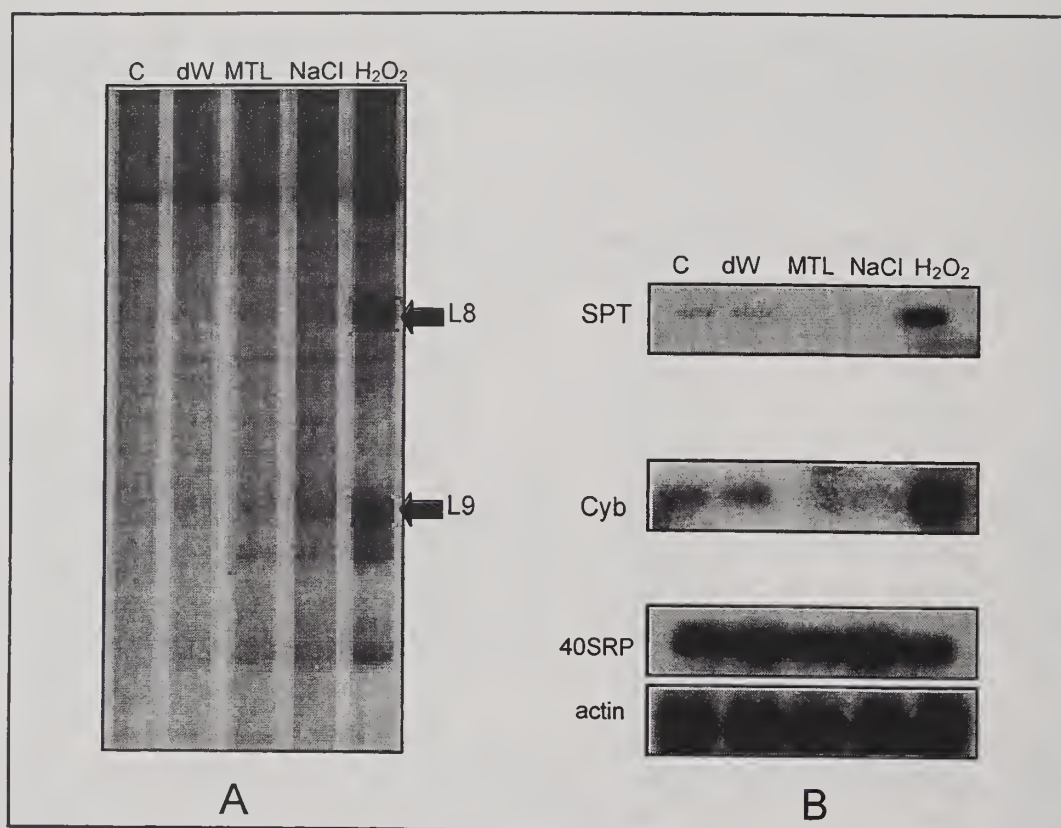 C dW MTL NaCl H₂O₂
L8
L9
A
C dW MTL NaCl H₂O₂
SPT
Cyb
40SRP
actin
B